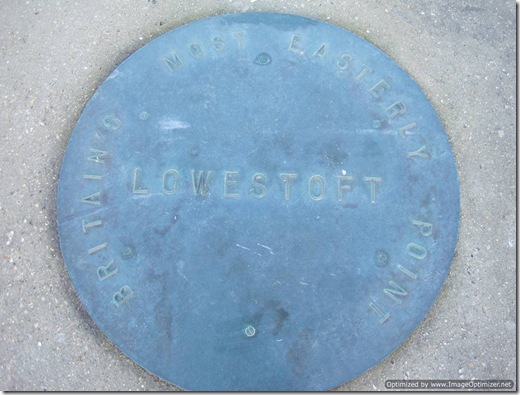 BRITAIN'S MOST EASTERLY POINT
LOWESTOFT
Optimized by www.ImageOptimizer.net